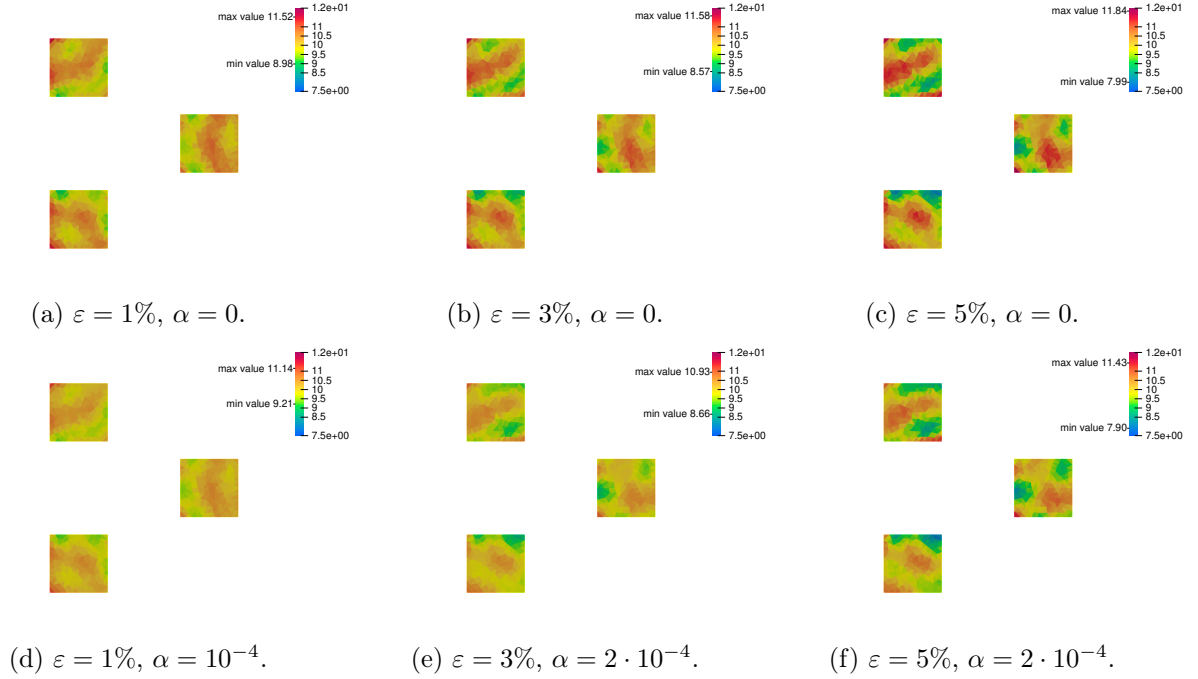 max value 11.52
1.2e+01
11
10.5
10
9.5
min value 8.98
9
8.5
7.5e+00
max value 11.58
1.2e+01
11
10.5
10
9.5
9
min value 8.57
8.5
7.5e+00
max value 11.84
1.2e+01
11
10.5
10
9.5
9
8.5
min value 7.99
7.5e+00
(a) ε = 1%, α = 0.
(b) ε = 3%, α = 0.
(c) ε = 5%, α = 0.
1.2e+01
max value 11.14
11
10.5
10
9.5
min value 9.21
9
8.5
7.5e+00
1.2e+01
max value 10.93
11
10.5
10
9.5
9
min value 8.66
8.5
7.5e+00
1.2e+01
max value 11.43
11
10.5
10
9.5
9
8.5
min value 7.90
7.5e+00
(d) ε = 1%, α = 10⁻⁴.
(e) ε = 3%, α = 2 · 10⁻⁴.
(f) ε = 5%, α = 2 · 10⁻⁴.